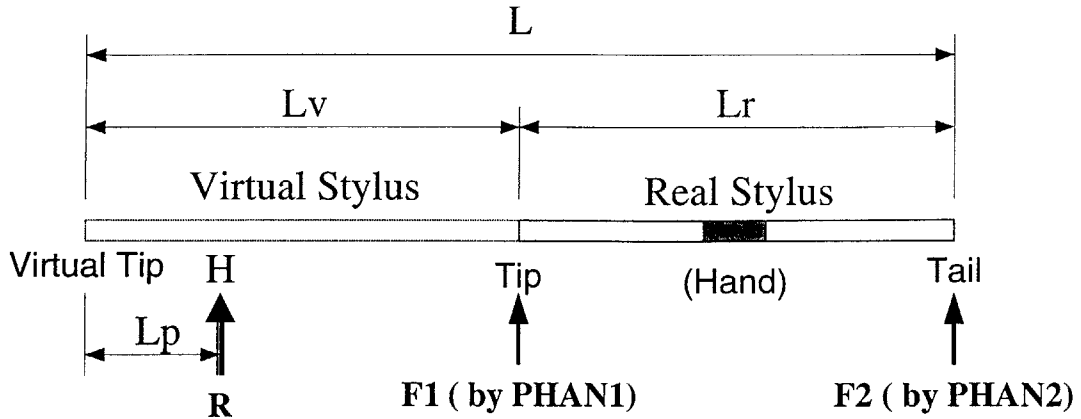 L
Lv Lr
Virtual Stylus Real Stylus
Virtual Tip H Tip (Hand) Tail
Lp
R F1 ( by PHAN1) F2 ( by PHAN2)